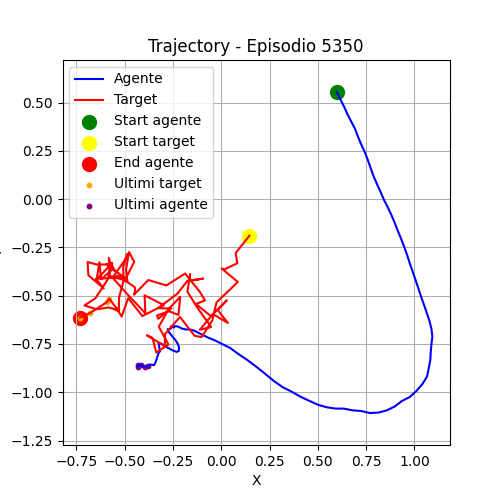 Trajectory - Episodio 5350
Agente
Target
Start agente
Start target
End agente
Ultimi target
Ultimi agente
0.50
0.25
0.00
−0.25
−0.50
−0.75
−1.00
−1.25
−0.75 −0.50 −0.25 0.00 0.25 0.50 0.75 1.00
X